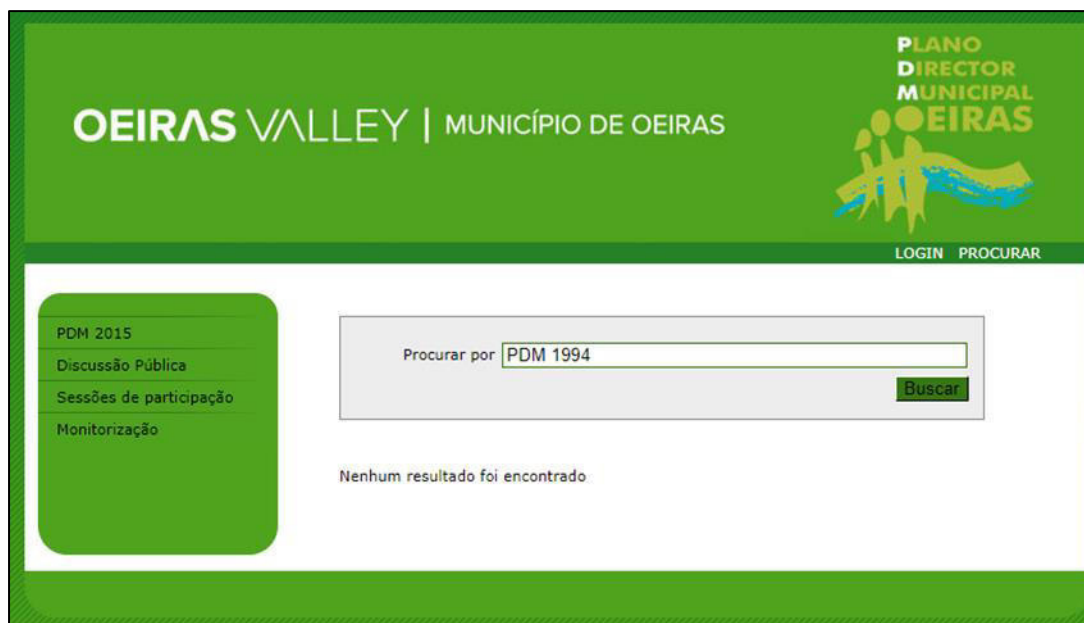 PLANO
DIRECTOR
MUNICIPAL
OEIRAS
OEIRAS VALLEY | MUNICÍPIO DE OEIRAS
LOGIN PROCURAR
PDM 2015
Discussão Pública
Sessões de participação
Monitorização
Procurar por PDM 1994
Buscar
Nenhum resultado foi encontrado